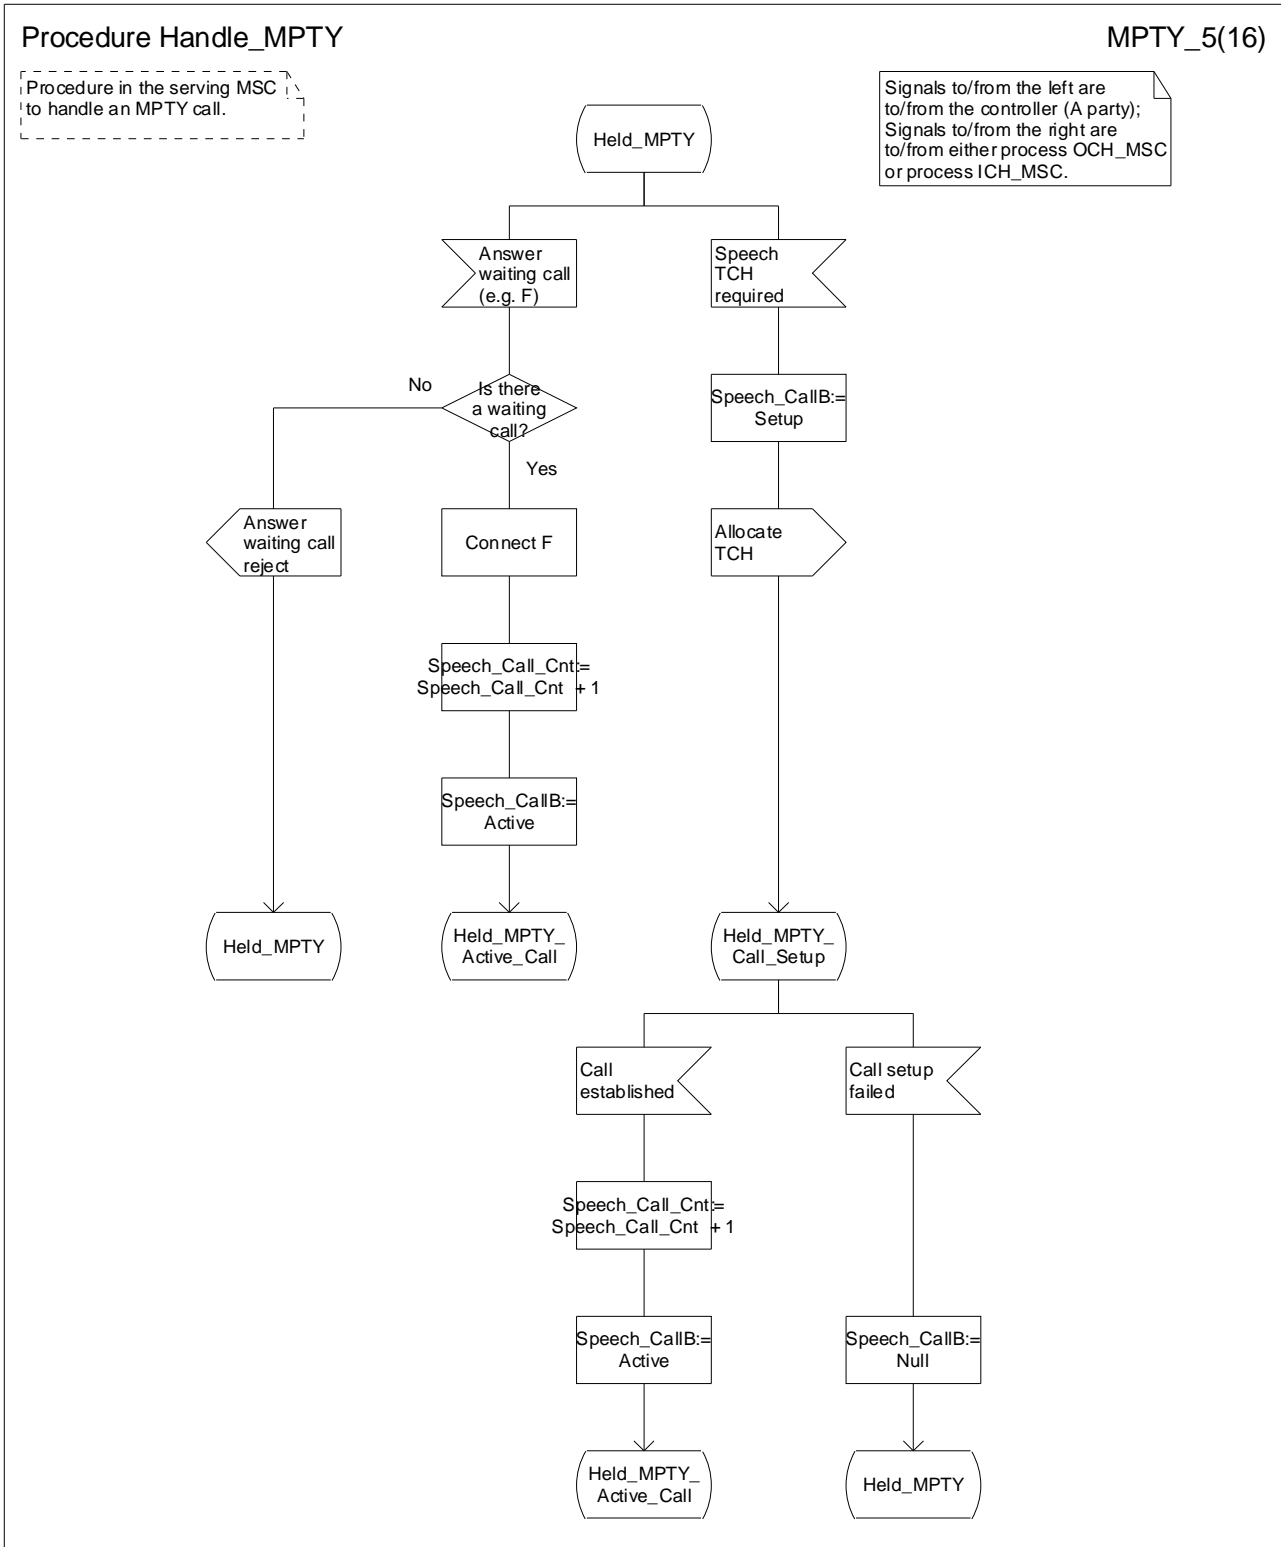 Procedure Handle_MPTY
MPTY_5(16)
Procedure in the serving MSC
to handle an MPTY call.
Signals to/from the left are
to/from the controller (A party);
Signals to/from the right are
to/from either process OCH_MSC
or process ICH_MSC.
Held_MPTY
Answer
waiting call
(e.g. F)
Speech
TCH
required
No
Is there
a waiting
call?
Speech_CallB:=
Setup
Yes
Answer
waiting call
reject
Connect F
Allocate
TCH
Speech_Call_Cnt:=
Speech_Call_Cnt + 1
Speech_CallB:=
Active
Held_MPTY
Held_MPTY_
Active_Call
Held_MPTY_
Call_Setup
Call
established
Call setup
failed
Speech_Call_Cnt:=
Speech_Call_Cnt + 1
Speech_CallB:=
Active
Speech_CallB:=
Null
Held_MPTY_
Active_Call
Held_MPTY